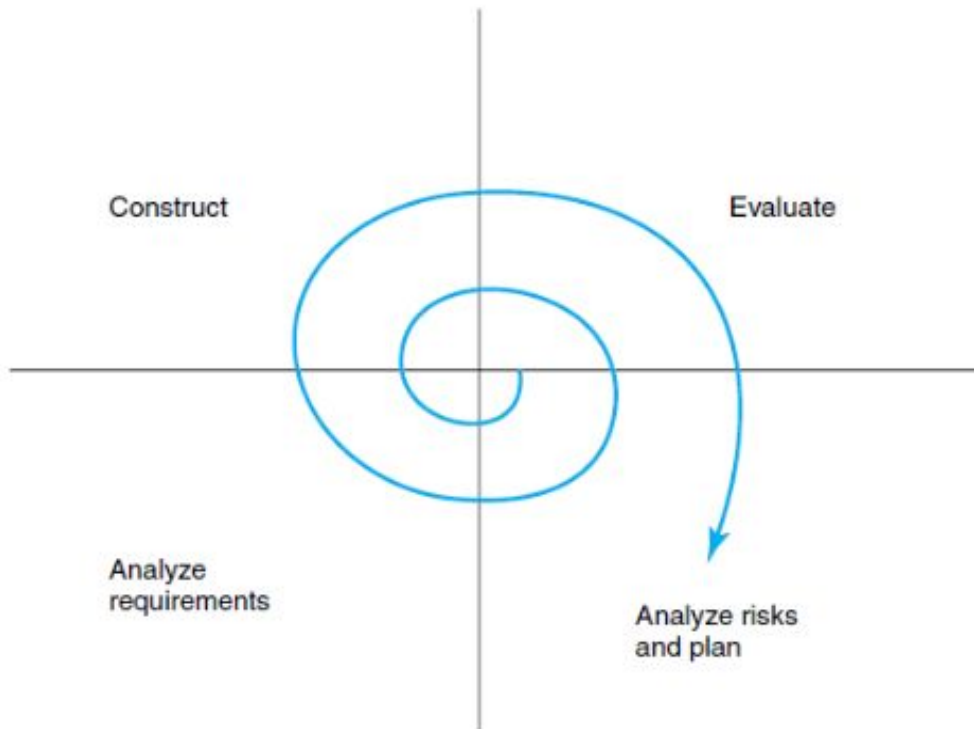 Construct
Evaluate
Analyze
requirements
Analyze risks
and plan